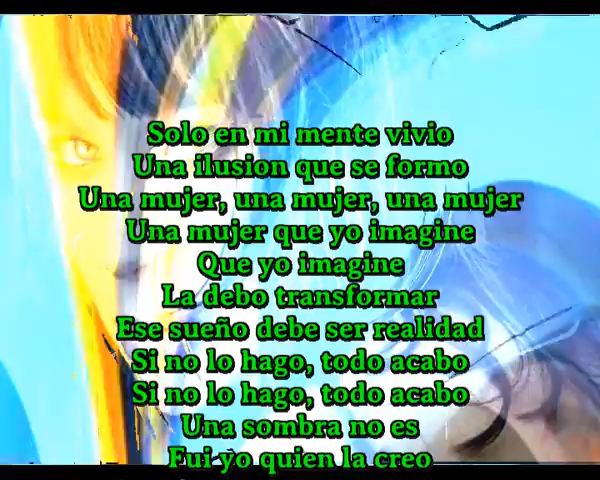 Solo en mi mente vivio
Una ilusion que se formo
Una mujer, una mujer, una mujer
Una mujer que yo imagine
Que yo imagine
La debo transformar
Ese sueño debe ser realidad
Si no lo hago, todo acabo
Si no lo hago, todo acabo
Una sombra no es
Fui yo quien la creo